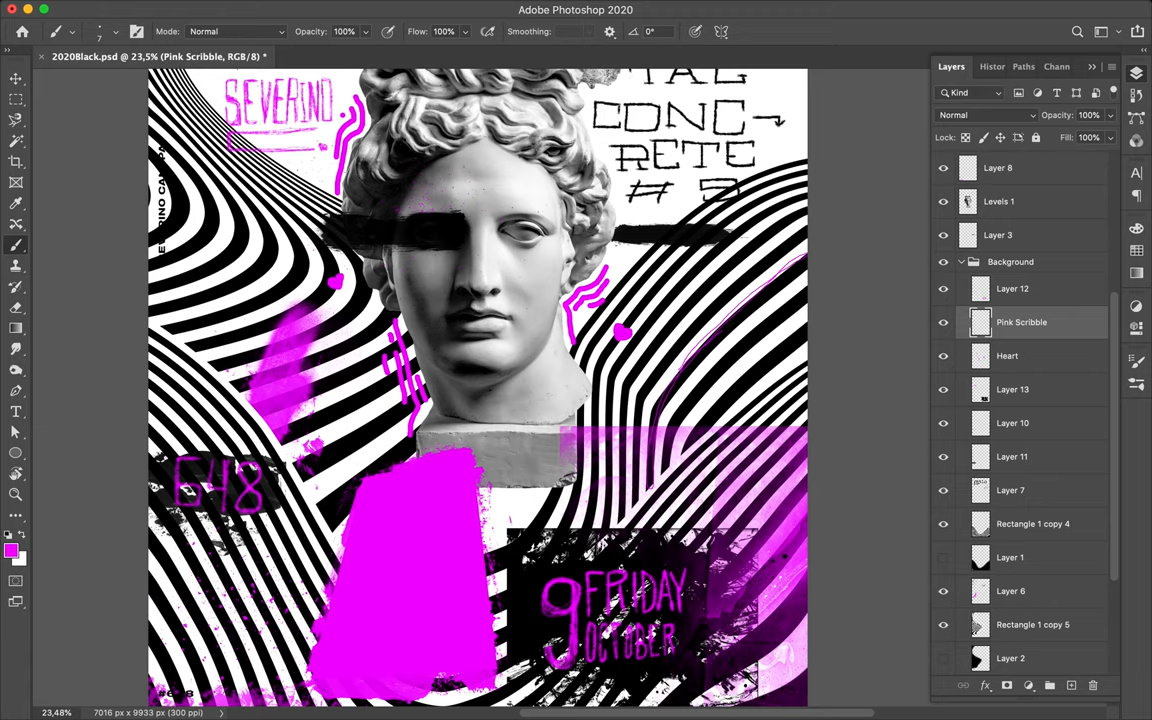 Adobe Photoshop 2020
7
Mode: Normal
Opacity: 100%
Flow: 100%
Smoothing:
0°
2020Black.psd @ 23,5% (Pink Scribble, RGB/8) *
Layers
Histor
Paths
Chann
Kind
Normal
Opacity: 100%
Lock:
Fill: 100%
Layer 8
Levels 1
Layer 3
Background
Layer 12
Pink Scribble
Heart
Layer 13
Layer 10
Layer 11
Layer 7
Rectangle 1 copy 4
Layer 1
Layer 6
Rectangle 1 copy 5
Layer 2
SEVERINO
CONC-
RETE
648
9 FRIDAY
OCTOBER
23,48%
7016 px x 9933 px (300 ppi)